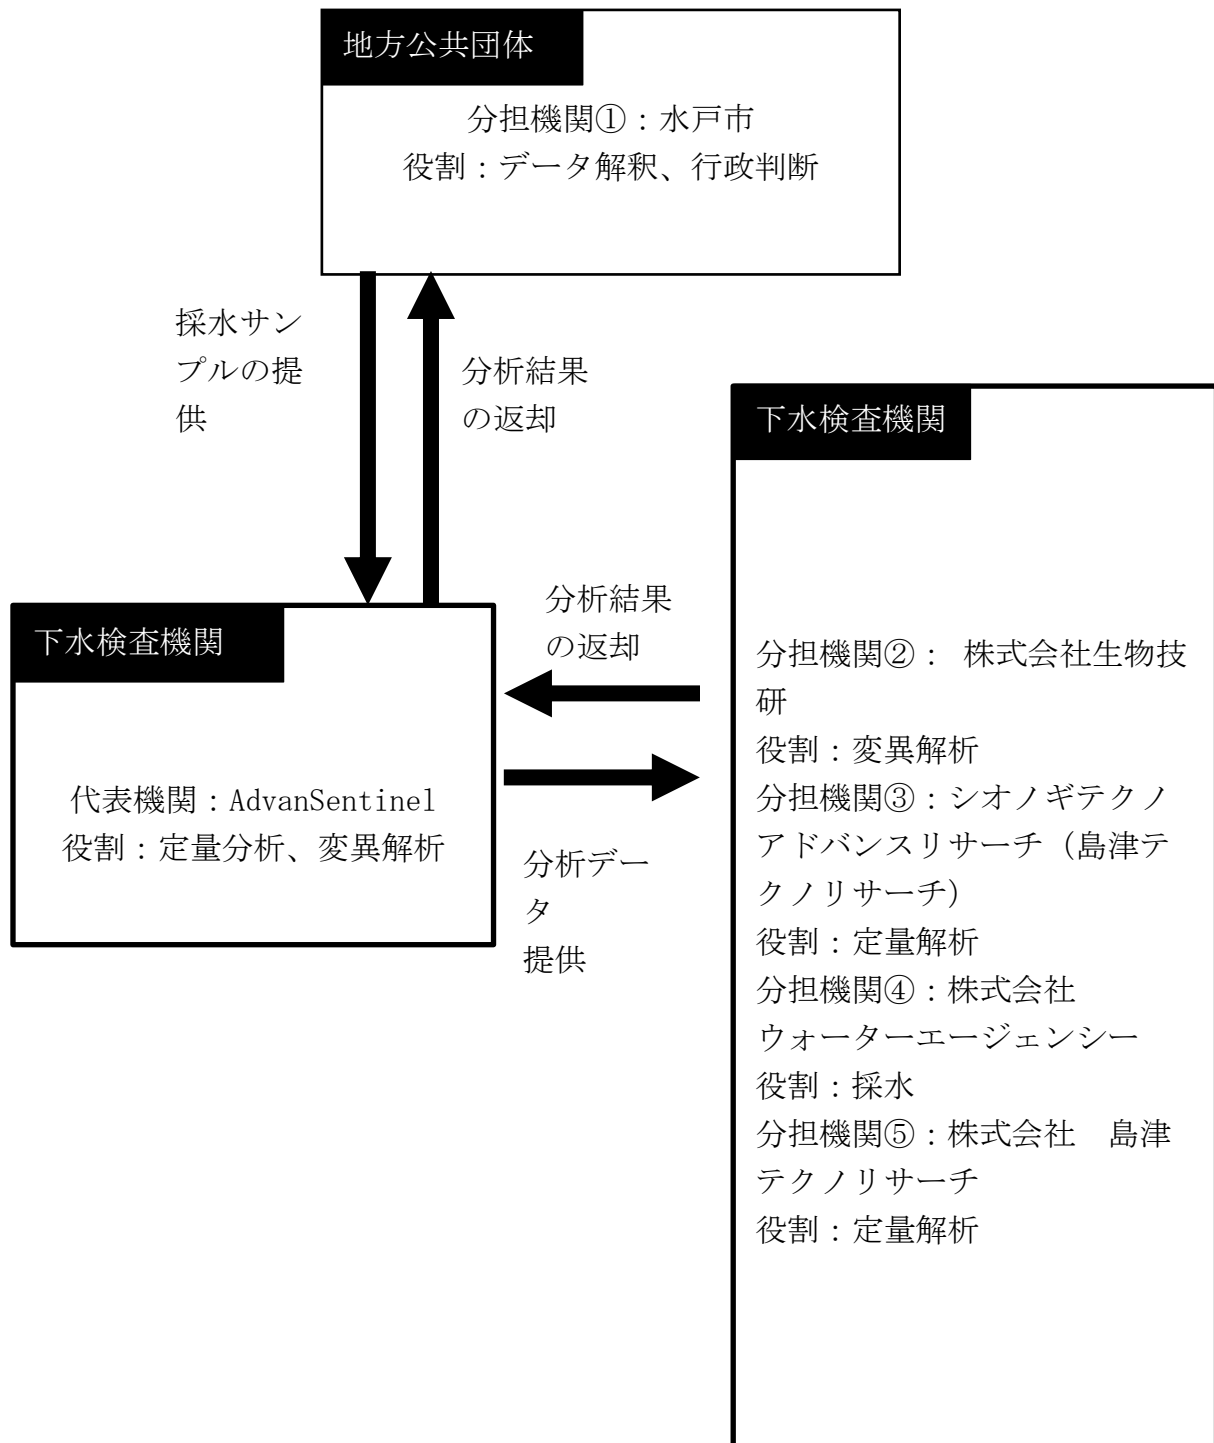 地方公共団体
分担機関①：水戸市
役割：データ解釈、行政判断
採水サン
プルの提
供
分析結果
の返却
下水検査機関
代表機関：AdvanSentinel
役割：定量分析、変異解析
分析結果
の返却
分析デー
タ
提供
下水検査機関
分担機関②： 株式会社生物技
研
役割：変異解析
分担機関③：シオノギテクノ
アドバンスリサーチ（島津テ
クノリサーチ）
役割：定量解析
分担機関④：株式会社
ウォーターエージェンシー
役割：採水
分担機関⑤：株式会社　島津
テクノリサーチ
役割：定量解析